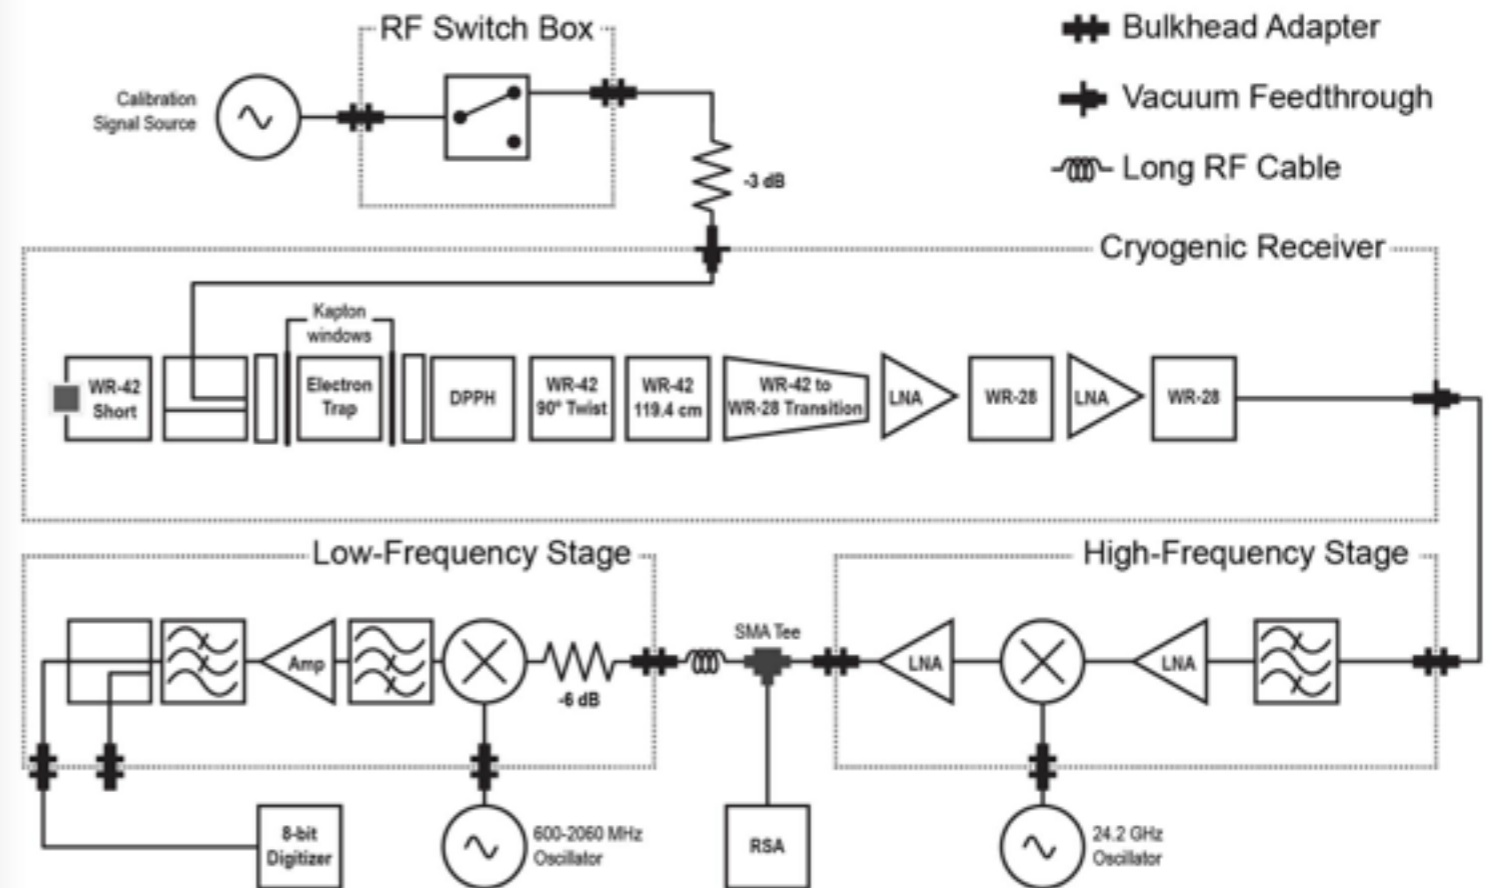 RF Switch Box
Bulkhead Adapter
Calibration
Signal Source
Vacuum Feedthrough
-3 dB
Long RF Cable
Cryogenic Receiver
Kapton
windows
WR-42
Short
Electron
Trap
DPPH
WR-42
90° Twist
WR-42
119.4 cm
WR-42 to
WR-28 Transition
LNA
WR-28
LNA
WR-28
Low-Frequency Stage
High-Frequency Stage
SMA Tee
Amp
-6 dB
LNA
LNA
8-bit
Digitizer
600-2060 MHz
Oscillator
RSA
24.2 GHz
Oscillator